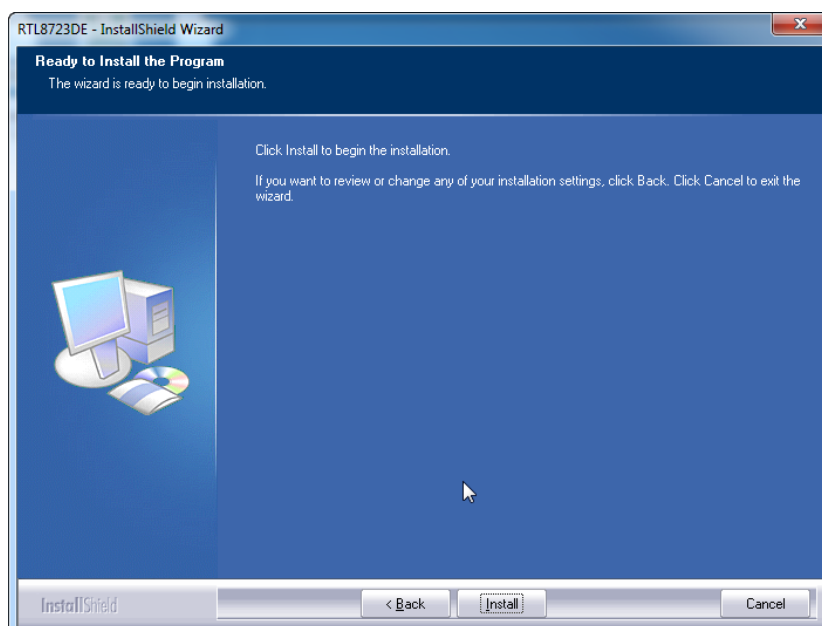 RTL8723DE - InstallShield Wizard
Ready to Install the Program
The wizard is ready to begin installation.
Click Install to begin the installation.
If you want to review or change any of your installation settings, click Back. Click Cancel to exit the
wizard.
InstallShield
< Back
Install
Cancel